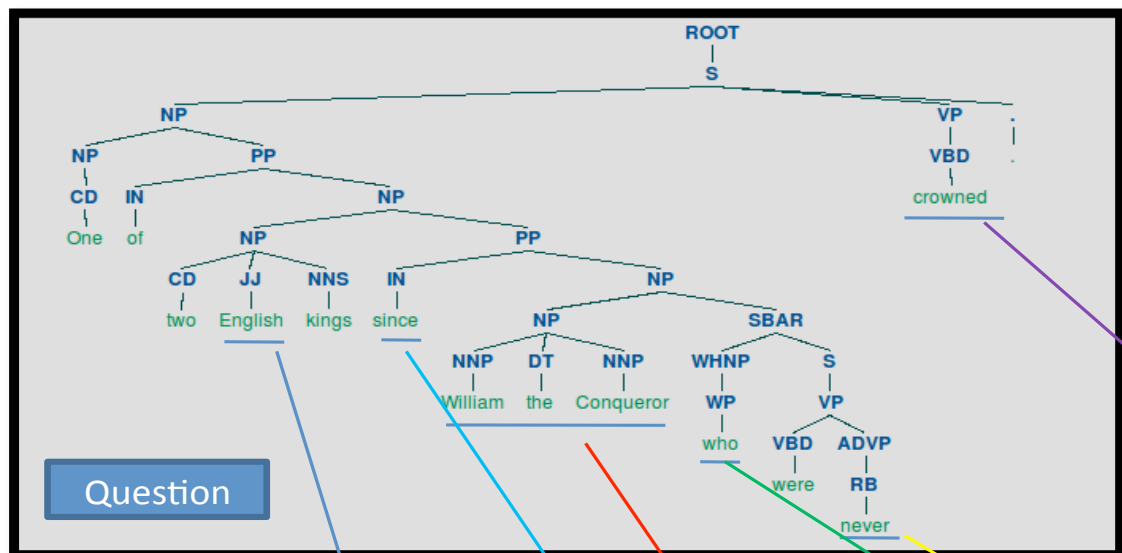 ROOT
S
NP VP .
NP PP VBD .
CD IN NP crowned
One of NP PP
CD JJ NNS IN NP
two English kings since NP SBAR
NNP DT NNP WHNP S
William the Conqueror WP VP
who VBD ADVP
were RB
never
Question